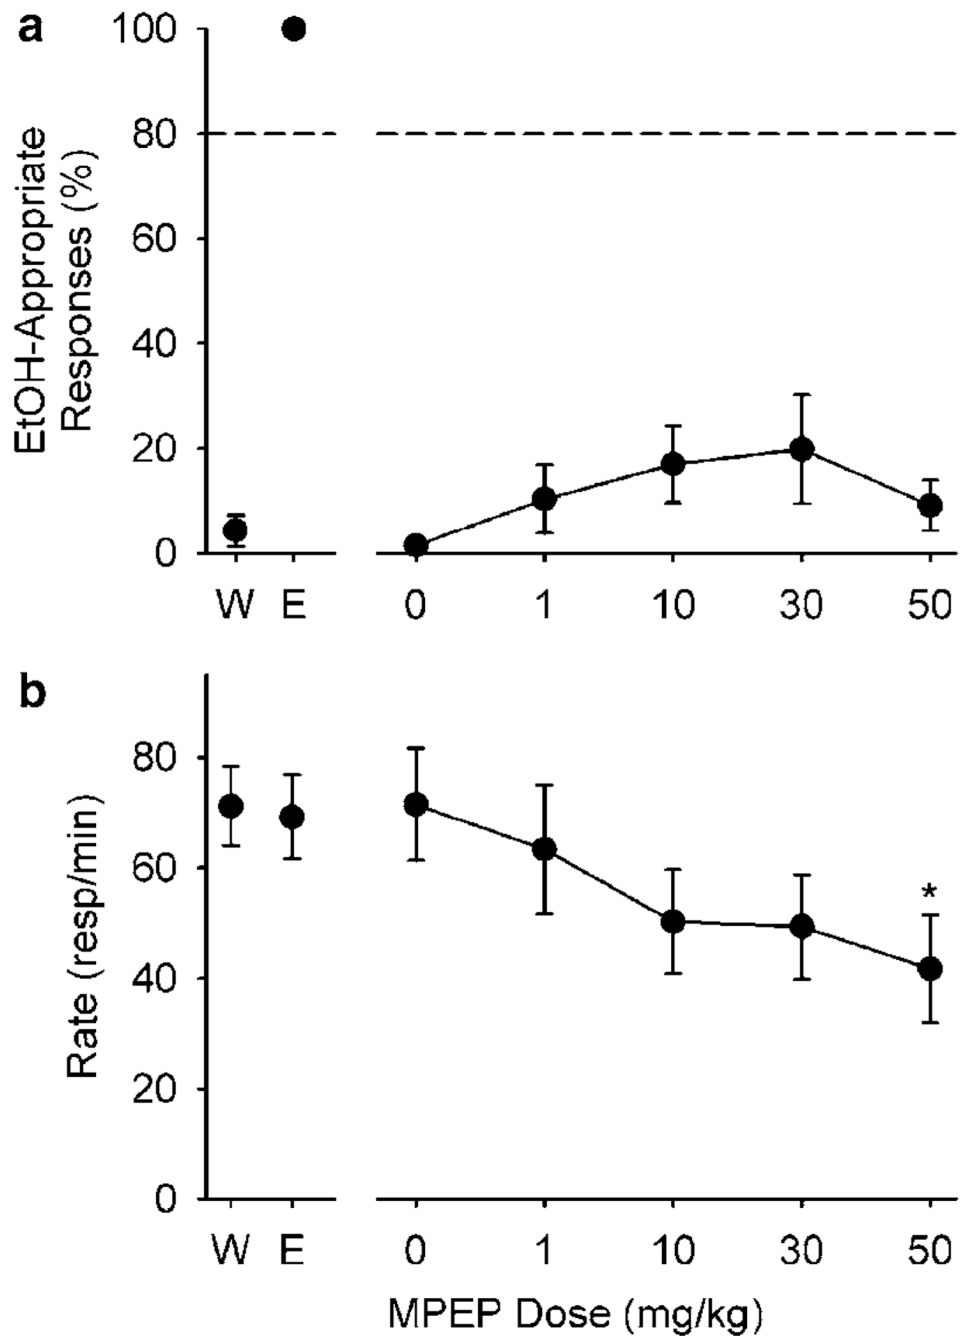 a
EtOH-Appropriate
Responses (%)
100
80
60
40
20
0
W E 0 1 10 30 50
b
Rate (resp/min)
80
60
40
20
0
*
W E 0 1 10 30 50
MPEP Dose (mg/kg)